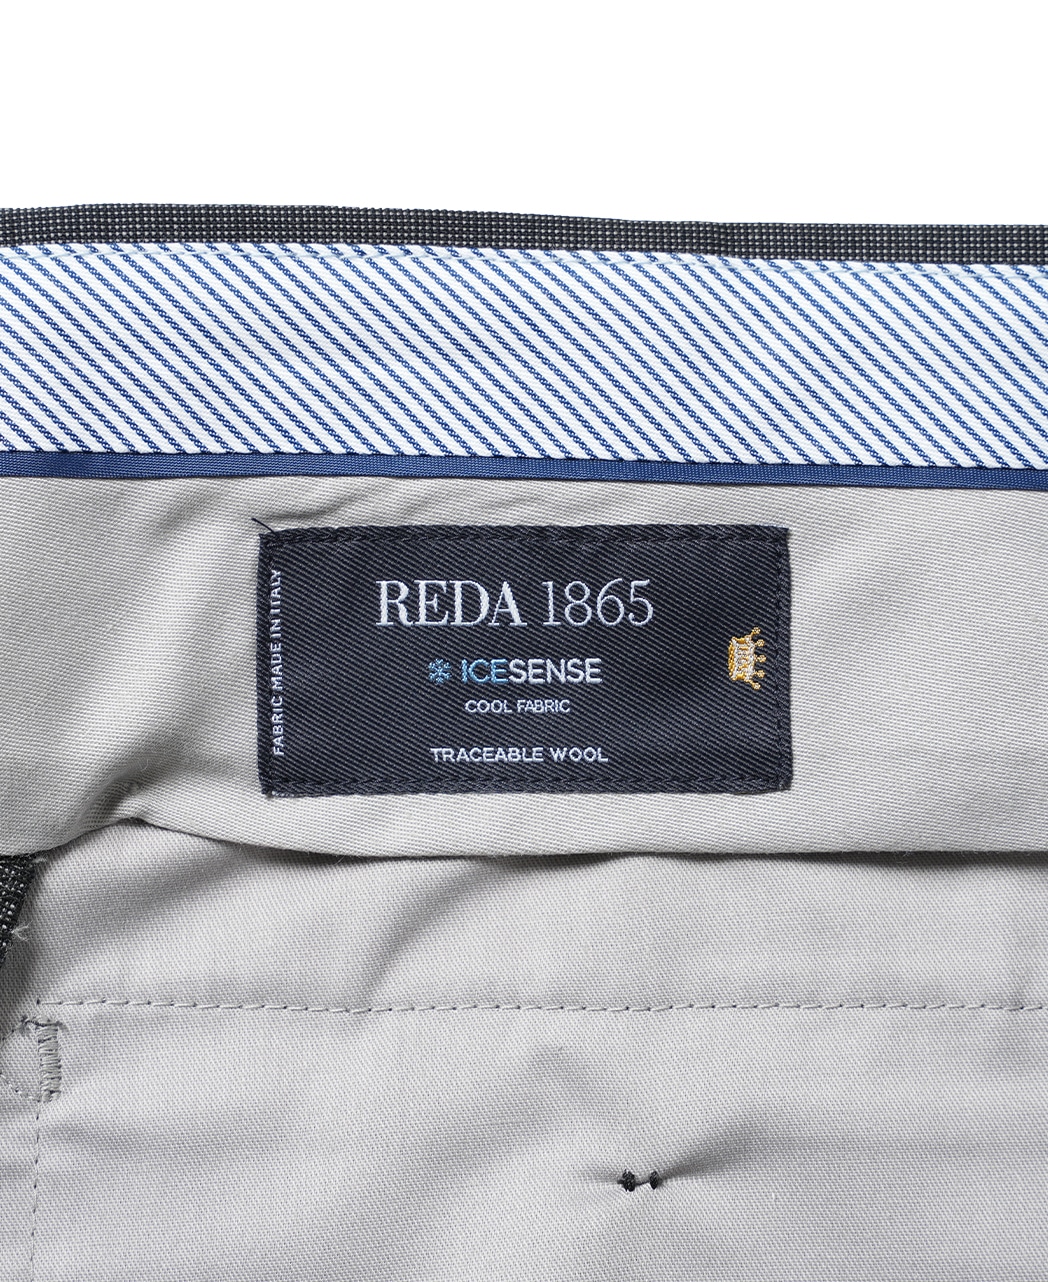 REDA 1865
ICESENSE
COOL FABRIC
TRACEABLE WOOL
FABRIC MADE IN ITALY